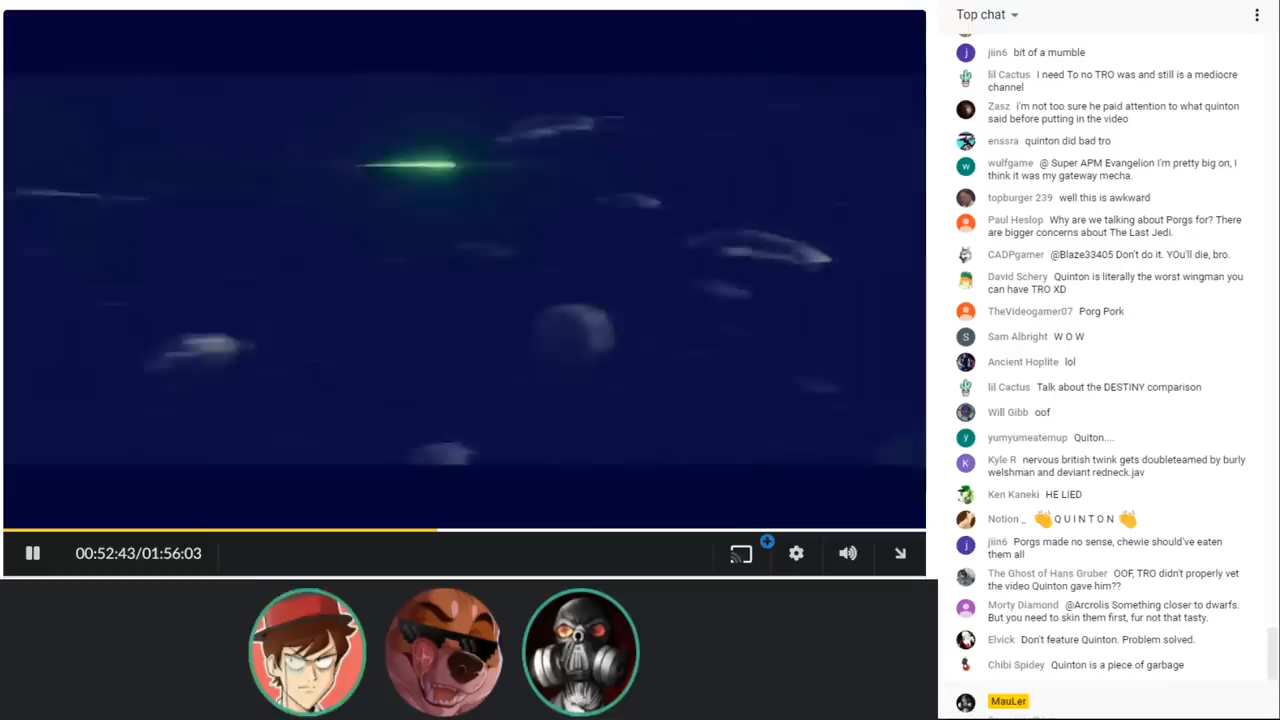 Top chat
jiin6 bit of a mumble
lil Cactus I need To no TRO was and still is a mediocre
channel
Zasz i'm not too sure he paid attention to what quinton
said before putting in the video
enssra quinton did bad tro
wulfgame @ Super APM Evangelion I'm pretty big on, I
think it was my gateway mecha.
topburger 239 well this is awkward
Paul Heslop Why are we talking about Porgs for? There
are bigger concerns about The Last Jedi.
CADPgamer @Blaze33405 Don't do it. YOu'll die, bro.
David Schery Quinton is literally the worst wingman you
can have TRO XD
TheVideogamer07 Porg Pork
Sam Albright W O W
Ancient Hoplite lol
lil Cactus Talk about the DESTINY comparison
Will Gibb oof
yumyumeatemup Quiton....
Kyle R nervous british twink gets doubleteamed by burly
welshman and deviant redneck.jav
Ken Kaneki HE LIED
Notion _ 👏 Q U I N T O N 👏
jiin6 Porgs made no sense, chewie should've eaten
them all
The Ghost of Hans Gruber OOF, TRO didn't properly vet
the video Quinton gave him??
Morty Diamond @Arcrolis Something closer to dwarfs.
But you need to skin them first, fur not that tasty.
Elvick Don't feature Quinton. Problem solved.
Chibi Spidey Quinton is a piece of garbage
MauLer
00:52:43/01:56:03